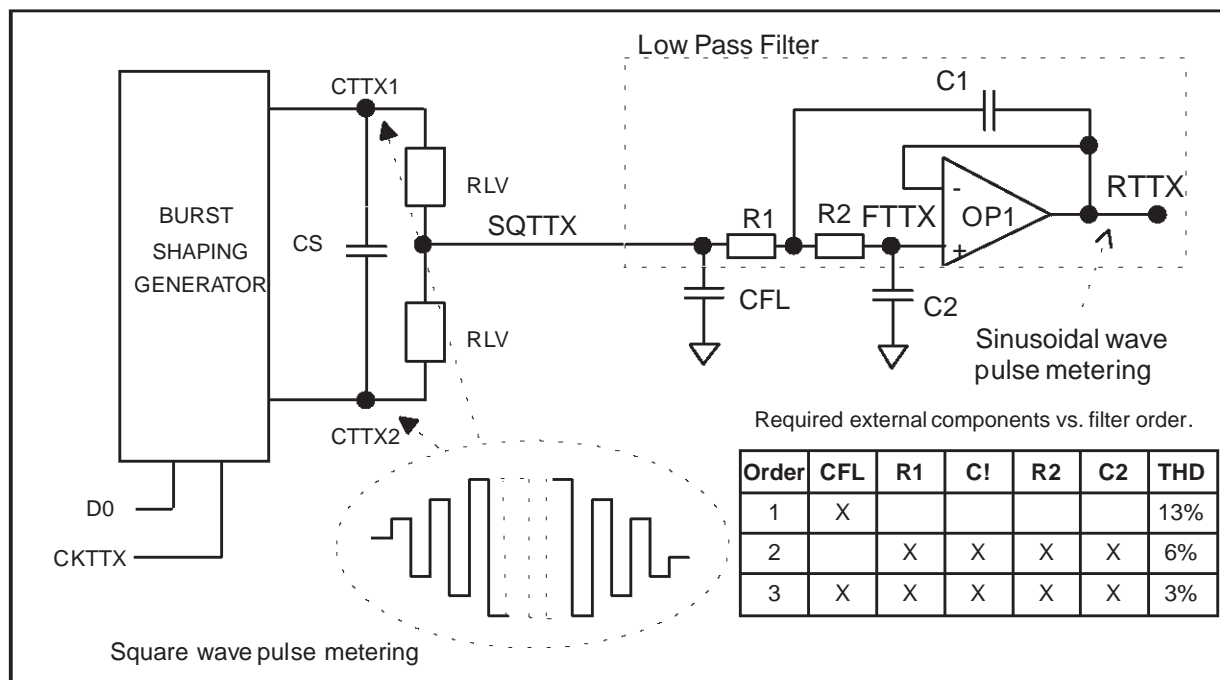 Low Pass Filter
CTTX1
C1
RLV
BURST
SHAPING
GENERATOR
CS
SQTTX
R1
R2
FTTX
-
+
OP1
RTTX
CFL
C2
RLV
Sinusoidal wave
pulse metering
CTTX2
Required external components vs. filter order.
Order CFL R1 C! R2 C2 THD
1 X 13%
2 X X X X 6%
3 X X X X X 3%
D0
CKTTX
Square wave pulse metering